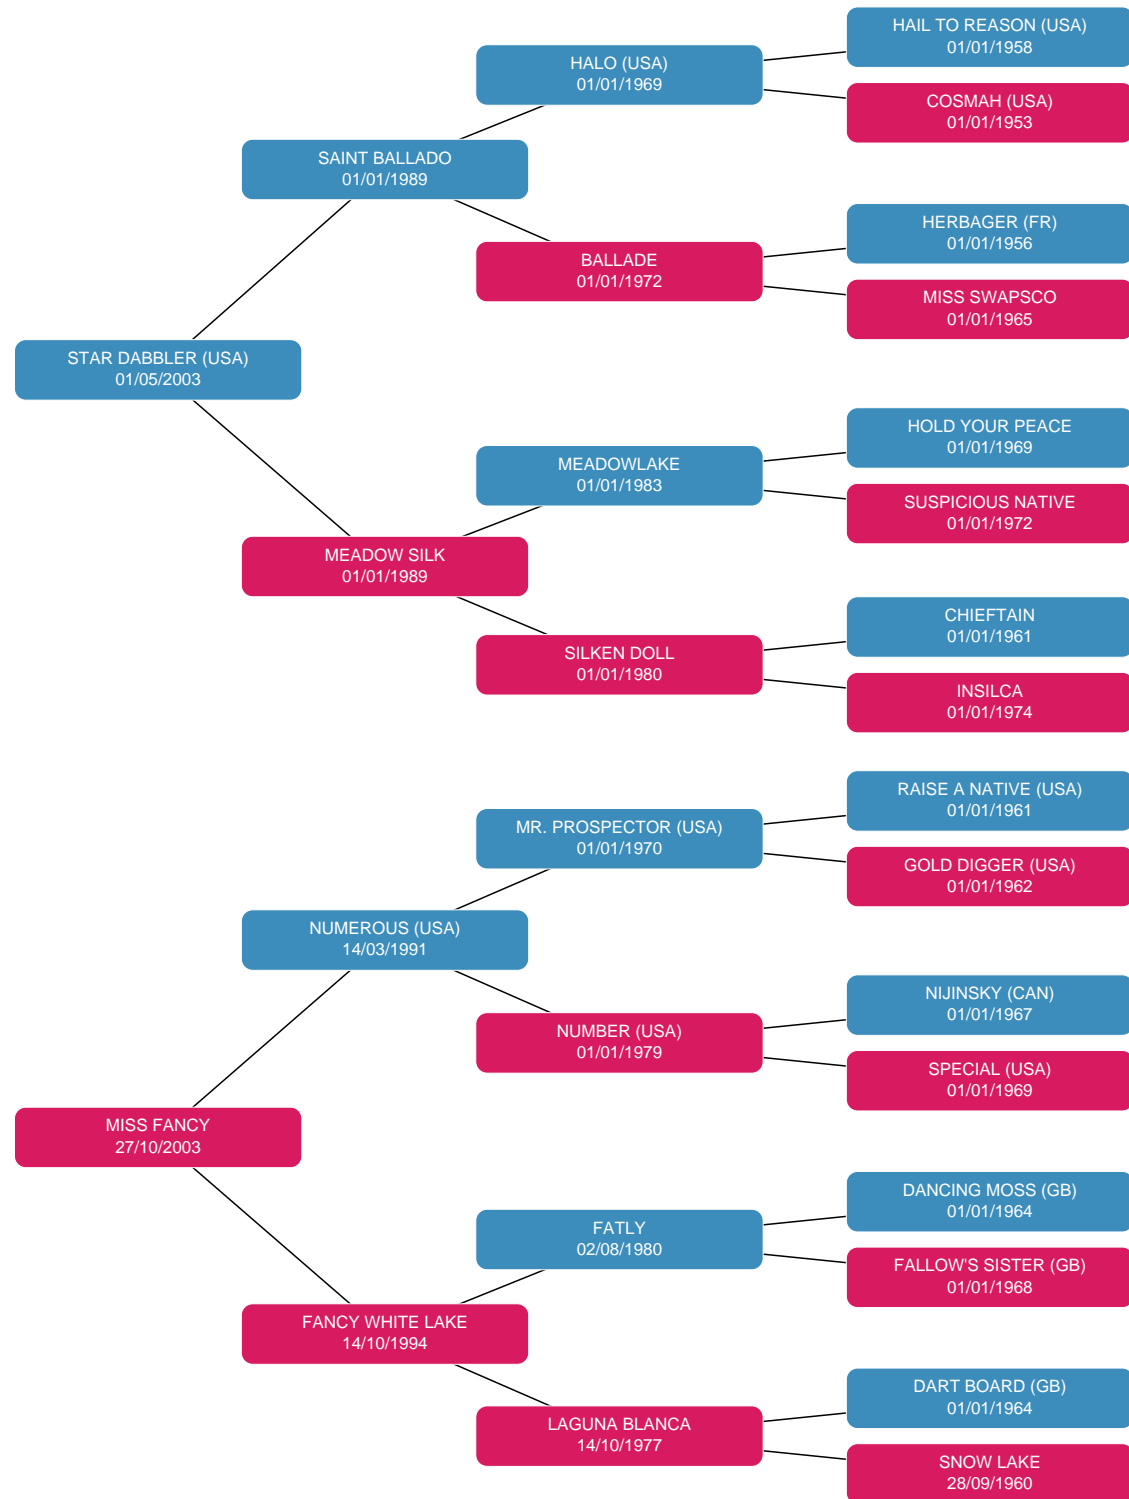 HAIL TO REASON (USA)
01/01/1958
HALO (USA)
01/01/1969
COSMAH (USA)
01/01/1953
SAINT BALLADO
01/01/1989
HERBAGER (FR)
01/01/1956
BALLADE
01/01/1972
MISS SWAPSCO
01/01/1965
STAR DABBLER (USA)
01/05/2003
HOLD YOUR PEACE
01/01/1969
MEADOWLAKE
01/01/1983
SUSPICIOUS NATIVE
01/01/1972
MEADOW SILK
01/01/1989
CHIEFTAIN
01/01/1961
SILKEN DOLL
01/01/1980
INSILCA
01/01/1974
RAISE A NATIVE (USA)
01/01/1961
MR. PROSPECTOR (USA)
01/01/1970
GOLD DIGGER (USA)
01/01/1962
NUMEROUS (USA)
14/03/1991
NIJINSKY (CAN)
01/01/1967
NUMBER (USA)
01/01/1979
SPECIAL (USA)
01/01/1969
MISS FANCY
27/10/2003
DANCING MOSS (GB)
01/01/1964
FATLY
02/08/1980
FALLOW'S SISTER (GB)
01/01/1968
FANCY WHITE LAKE
14/10/1994
DART BOARD (GB)
01/01/1964
LAGUNA BLANCA
14/10/1977
SNOW LAKE
28/09/1960